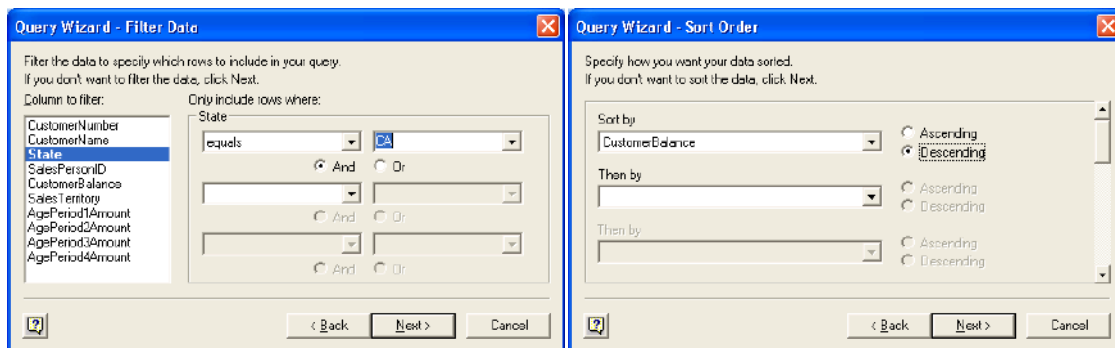 Query Wizard - Filter Data
Filter the data to specify which rows to include in your query.
If you don't want to filter the data, click Next.
Column to filter:
Only include rows where:
CustomerNumber
CustomerName
State
SalesPersonID
CustomerBalance
SalesTerritory
AgePeriod1Amount
AgePeriod2Amount
AgePeriod3Amount
AgePeriod4Amount
State
equals
CA
And Or
And Or
And Or
< Back
Next >
Cancel
Query Wizard - Sort Order
Specify how you want your data sorted.
If you don't want to sort the data, click Next.
Sort by
CustomerBalance
Ascending
Descending
Then by
Ascending
Descending
Then by
Ascending
Descending
< Back
Next >
Cancel